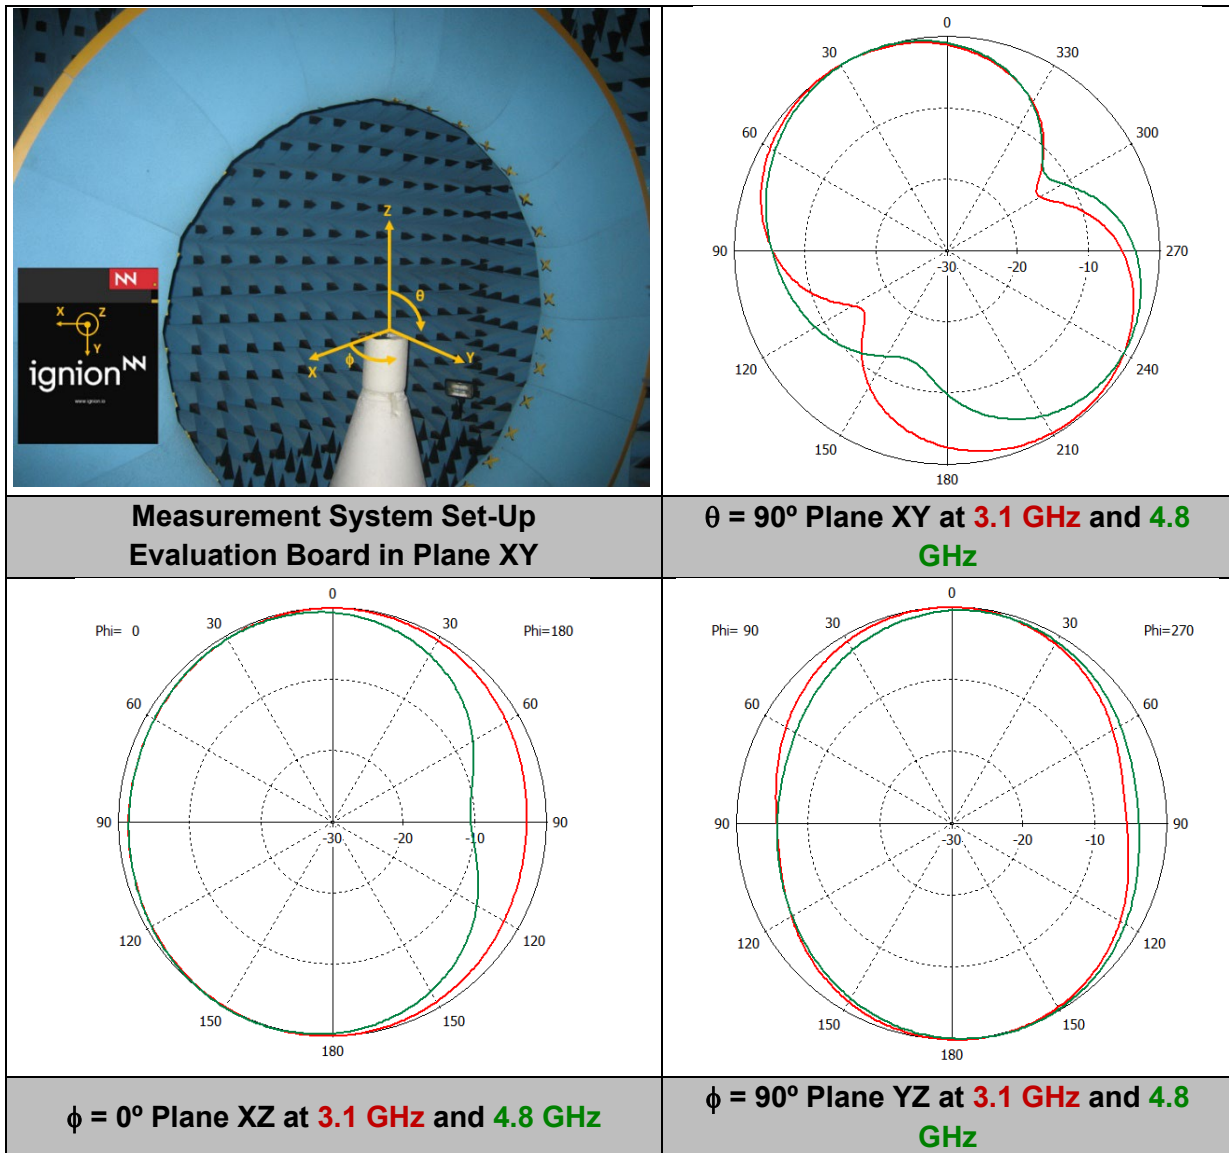 Z
θ
X
ϕ
Y
NN
X
Z
Y
ignion NN
www.ignion.io
Measurement System Set-Up
Evaluation Board in Plane XY
0
30
330
60
300
90
-30
-20
-10
270
120
240
150
210
180
θ = 90º Plane XY at 3.1 GHz and 4.8
GHz
0
Phi= 0
30
30
Phi=180
60
60
90
-30
-20
-10
90
120
120
150
150
180
ϕ = 0º Plane XZ at 3.1 GHz and 4.8 GHz
0
Phi= 90
30
30
Phi=270
60
60
90
-30
-20
-10
90
120
120
150
150
180
ϕ = 90º Plane YZ at 3.1 GHz and 4.8
GHz